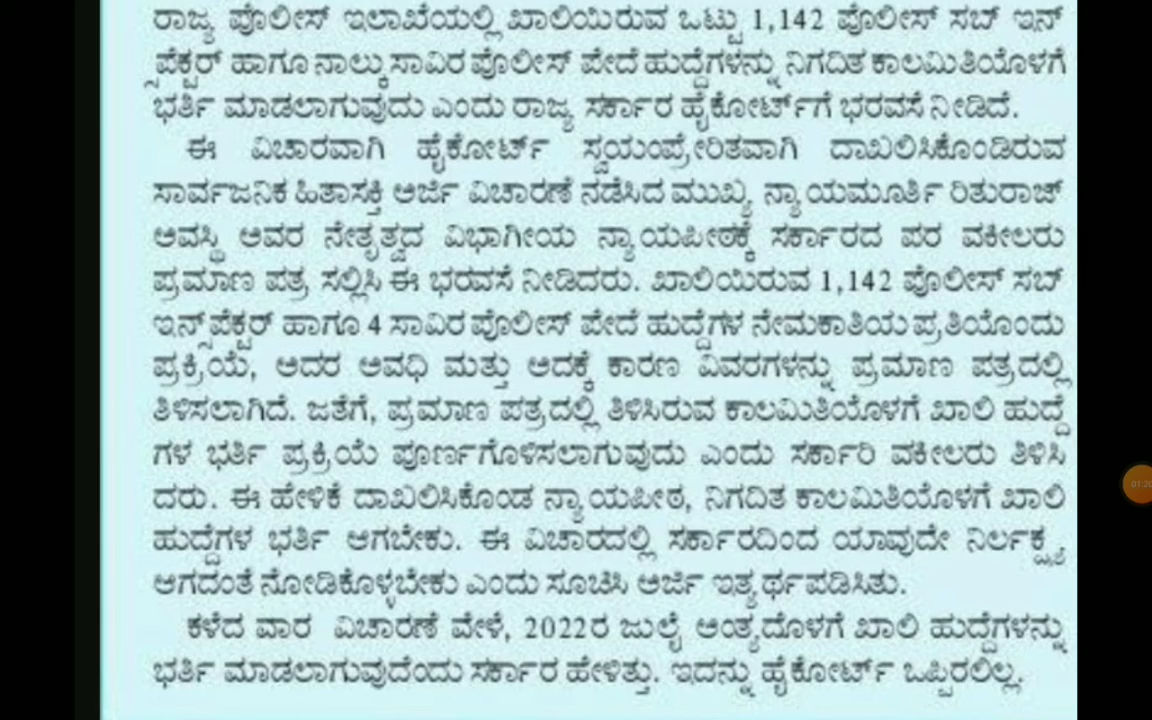 ರಾಜ್ಯ ಪೊಲೀಸ್ ಇಲಾಖೆಯಲ್ಲಿ ಖಾಲಿಯಿರುವ ಒಟ್ಟು 1,142 ಪೊಲೀಸ್ ಸಬ್ ಇನ್
ಸ್ಪೆಕ್ಟರ್ ಹಾಗೂ ನಾಲ್ಕು ಸಾವಿರ ಪೊಲೀಸ್ ಪೇದೆ ಹುದ್ದೆಗಳನ್ನು ನಿಗದಿತ ಕಾಲಮಿತಿಯೊಳಗೆ
ಭರ್ತಿ ಮಾಡಲಾಗುವುದು ಎಂದು ರಾಜ್ಯ ಸರ್ಕಾರ ಹೈಕೋರ್ಟ್‌ಗೆ ಭರವಸೆ ನೀಡಿದೆ.
ಈ ವಿಚಾರವಾಗಿ ಹೈಕೋರ್ಟ್ ಸ್ವಯಂಪ್ರೇರಿತವಾಗಿ ದಾಖಲಿಸಿಕೊಂಡಿರುವ
ಸಾರ್ವಜನಿಕ ಹಿತಾಸಕ್ತಿ ಅರ್ಜಿ ವಿಚಾರಣೆ ನಡೆಸಿದ ಮುಖ್ಯ ನ್ಯಾಯಮೂರ್ತಿ ರಿತುರಾಜ್
ಅವಸ್ಥಿ ಅವರ ನೇತೃತ್ವದ ವಿಭಾಗೀಯ ನ್ಯಾಯಪೀಠಕ್ಕೆ ಸರ್ಕಾರದ ಪರ ವಕೀಲರು
ಪ್ರಮಾಣ ಪತ್ರ ಸಲ್ಲಿಸಿ ಈ ಭರವಸೆ ನೀಡಿದರು. ಖಾಲಿಯಿರುವ 1,142 ಪೊಲೀಸ್ ಸಬ್
ಇನ್ಸ್‌ಪೆಕ್ಟರ್ ಹಾಗೂ 4 ಸಾವಿರ ಪೊಲೀಸ್ ಪೇದೆ ಹುದ್ದೆಗಳ ನೇಮಕಾತಿಯ ಪ್ರತಿಯೊಂದು
ಪ್ರಕ್ರಿಯೆ, ಅದರ ಅವಧಿ ಮತ್ತು ಅದಕ್ಕೆ ಕಾರಣ ವಿವರಗಳನ್ನು ಪ್ರಮಾಣ ಪತ್ರದಲ್ಲಿ
ತಿಳಿಸಲಾಗಿದೆ. ಜತೆಗೆ, ಪ್ರಮಾಣ ಪತ್ರದಲ್ಲಿ ತಿಳಿಸಿರುವ ಕಾಲಮಿತಿಯೊಳಗೆ ಖಾಲಿ ಹುದ್ದೆ
ಗಳ ಭರ್ತಿ ಪ್ರಕ್ರಿಯೆ ಪೂರ್ಣಗೊಳಿಸಲಾಗುವುದು ಎಂದು ಸರ್ಕಾರಿ ವಕೀಲರು ತಿಳಿಸಿ
ದರು. ಈ ಹೇಳಿಕೆ ದಾಖಲಿಸಿಕೊಂಡ ನ್ಯಾಯಪೀಠ, ನಿಗದಿತ ಕಾಲಮಿತಿಯೊಳಗೆ ಖಾಲಿ
ಹುದ್ದೆಗಳ ಭರ್ತಿ ಆಗಬೇಕು. ಈ ವಿಚಾರದಲ್ಲಿ ಸರ್ಕಾರದಿಂದ ಯಾವುದೇ ನಿರ್ಲಕ್ಷ್ಯ
ಆಗದಂತೆ ನೋಡಿಕೊಳ್ಳಬೇಕು ಎಂದು ಸೂಚಿಸಿ ಅರ್ಜಿ ಇತ್ಯರ್ಥಪಡಿಸಿತು.
ಕಳೆದ ವಾರ ವಿಚಾರಣೆ ವೇಳೆ, 2022ರ ಜುಲೈ ಅಂತ್ಯದೊಳಗೆ ಖಾಲಿ ಹುದ್ದೆಗಳನ್ನು
ಭರ್ತಿ ಮಾಡಲಾಗುವುದೆಂದು ಸರ್ಕಾರ ಹೇಳಿತ್ತು. ಇದನ್ನು ಹೈಕೋರ್ಟ್ ಒಪ್ಪಿರಲಿಲ್ಲ.